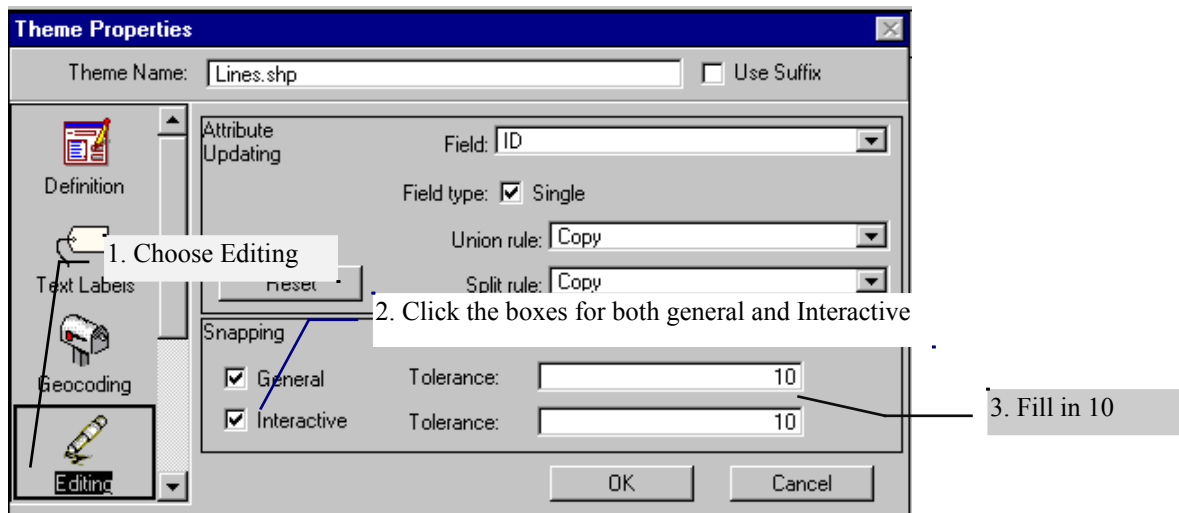 Theme Properties
Theme Name: Lines.shp Use Suffix
Attribute
Updating
Field: ID
Definition
Field type: Single
Union rule: Copy
1. Choose Editing
Text Labels
Reset
Split rule: Copy
2. Click the boxes for both general and Interactive
Snapping
Geocoding
General Tolerance: 10
Interactive Tolerance: 10
3. Fill in 10
Editing
OK Cancel